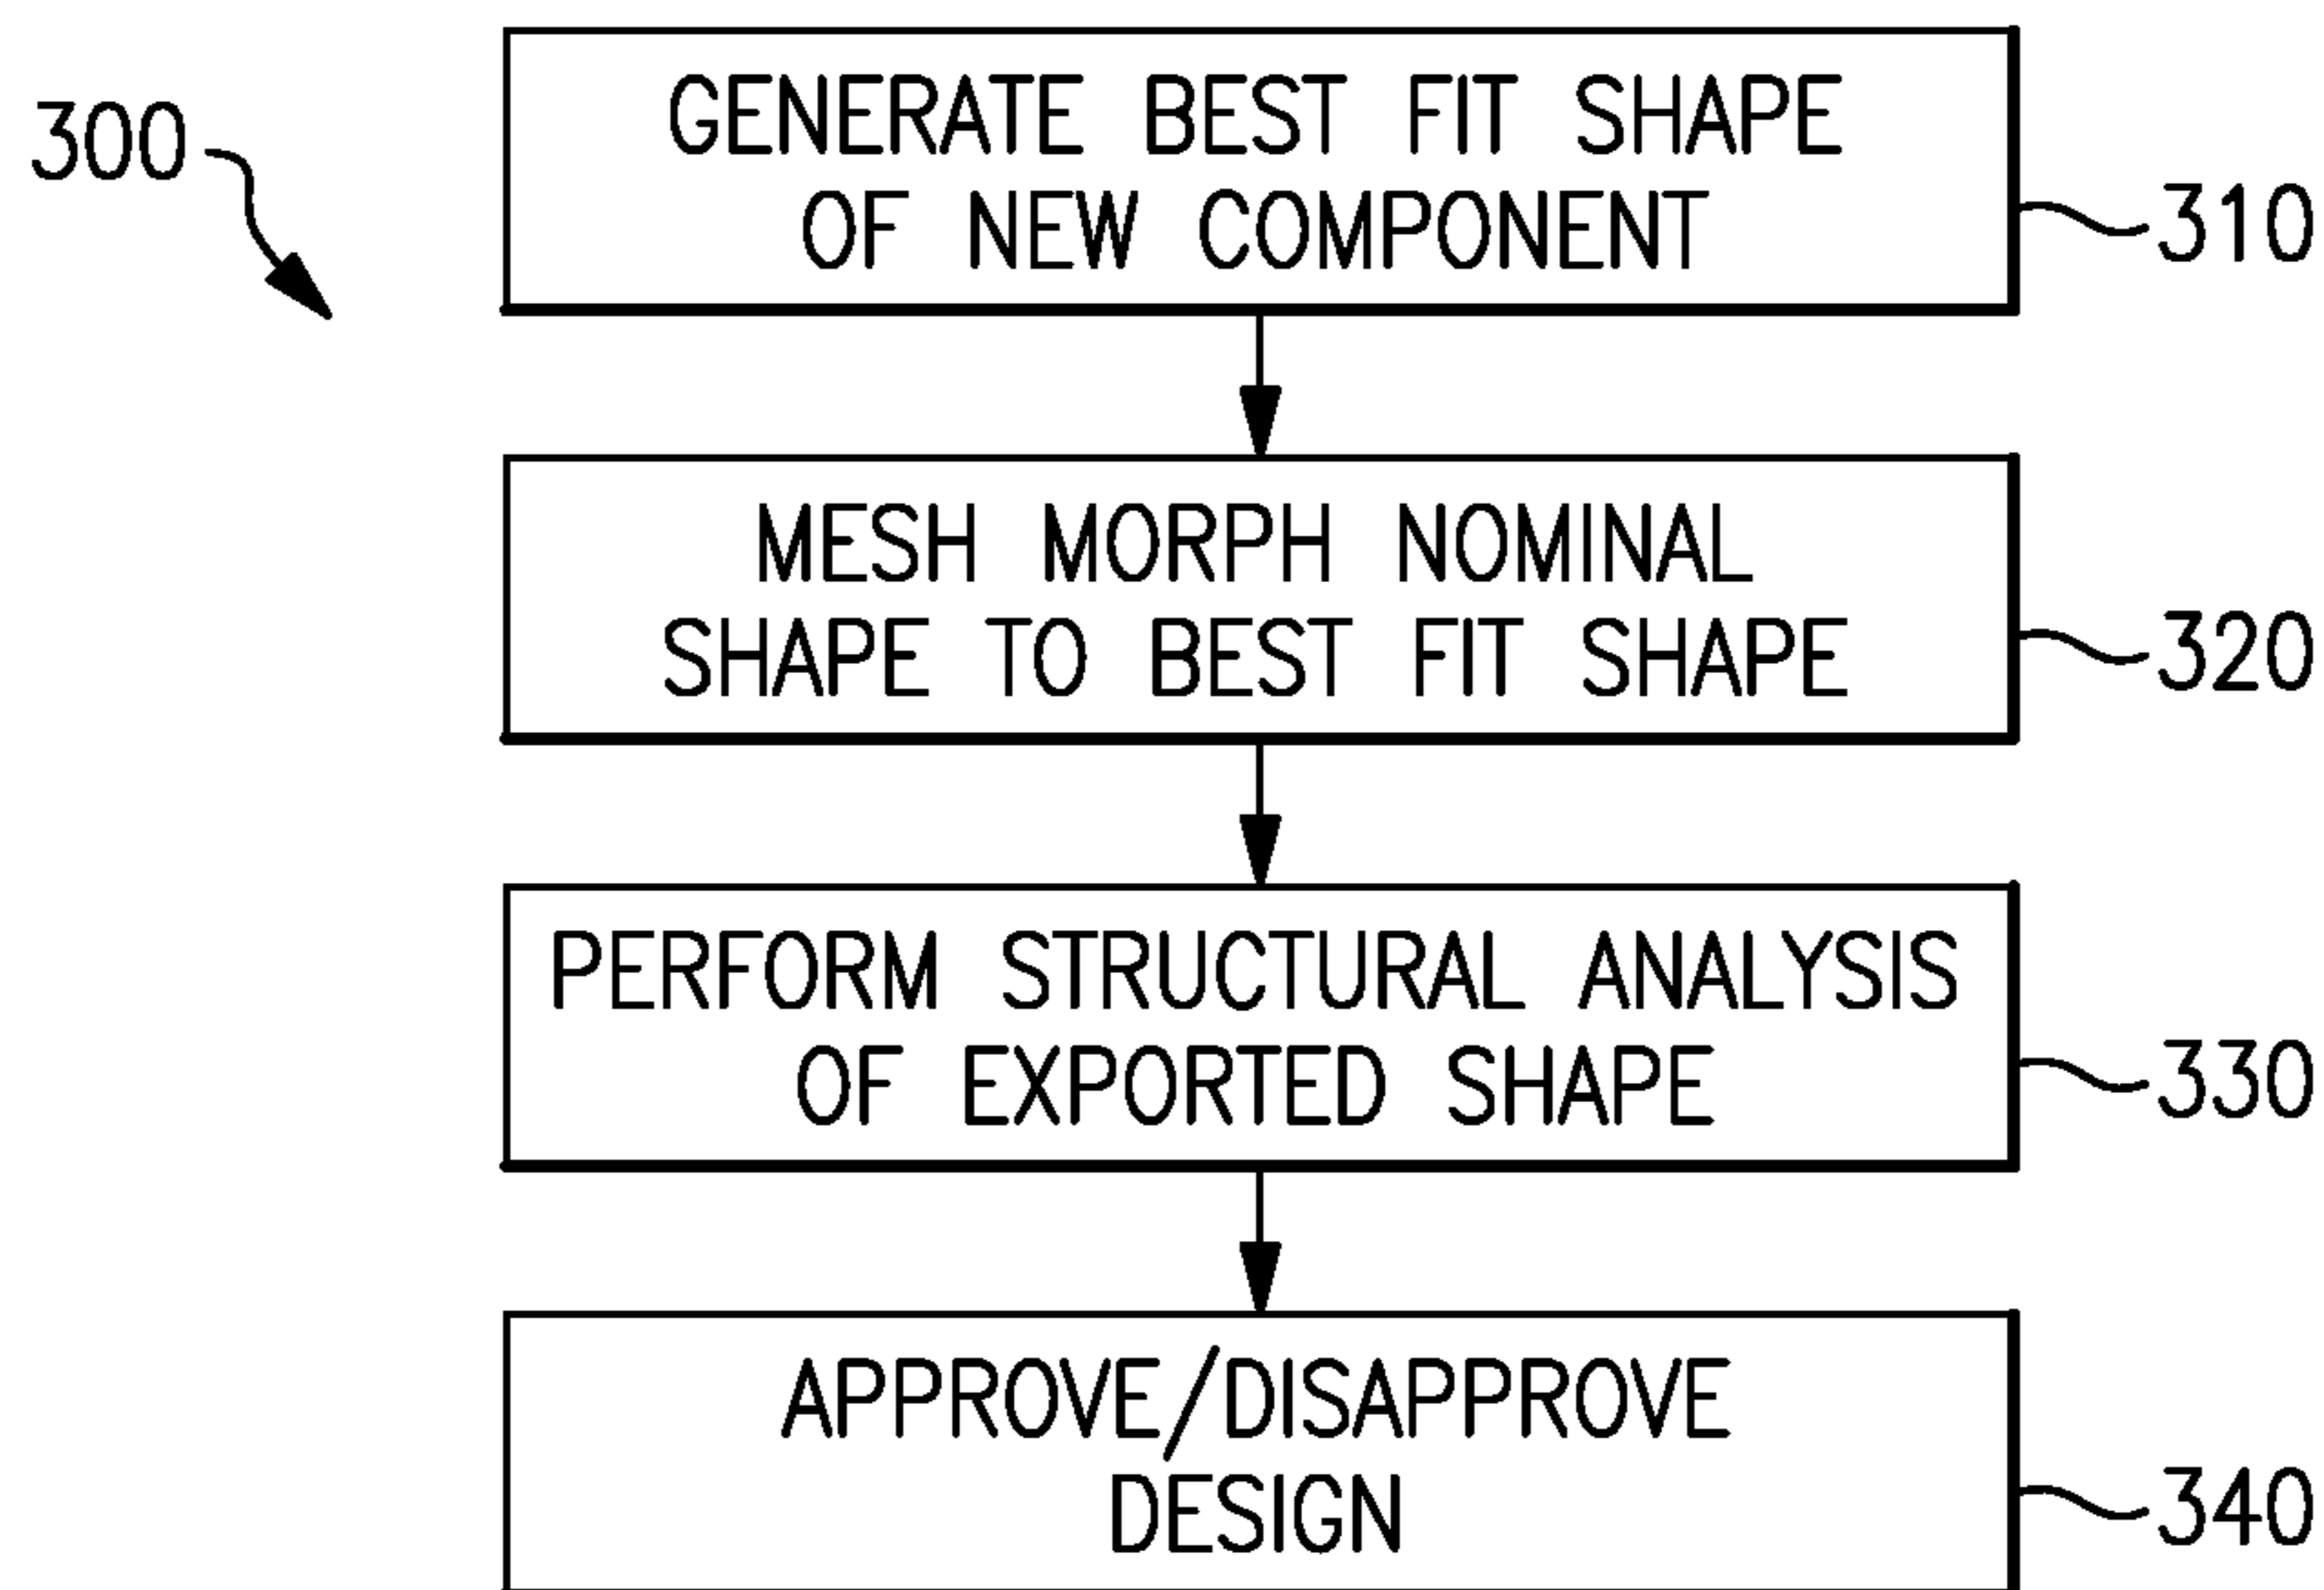 300
GENERATE BEST FIT SHAPE
OF NEW COMPONENT
310
MESH MORPH NOMINAL
SHAPE TO BEST FIT SHAPE
320
PERFORM STRUCTURAL ANALYSIS
OF EXPORTED SHAPE
330
APPROVE/DISAPPROVE
DESIGN
340